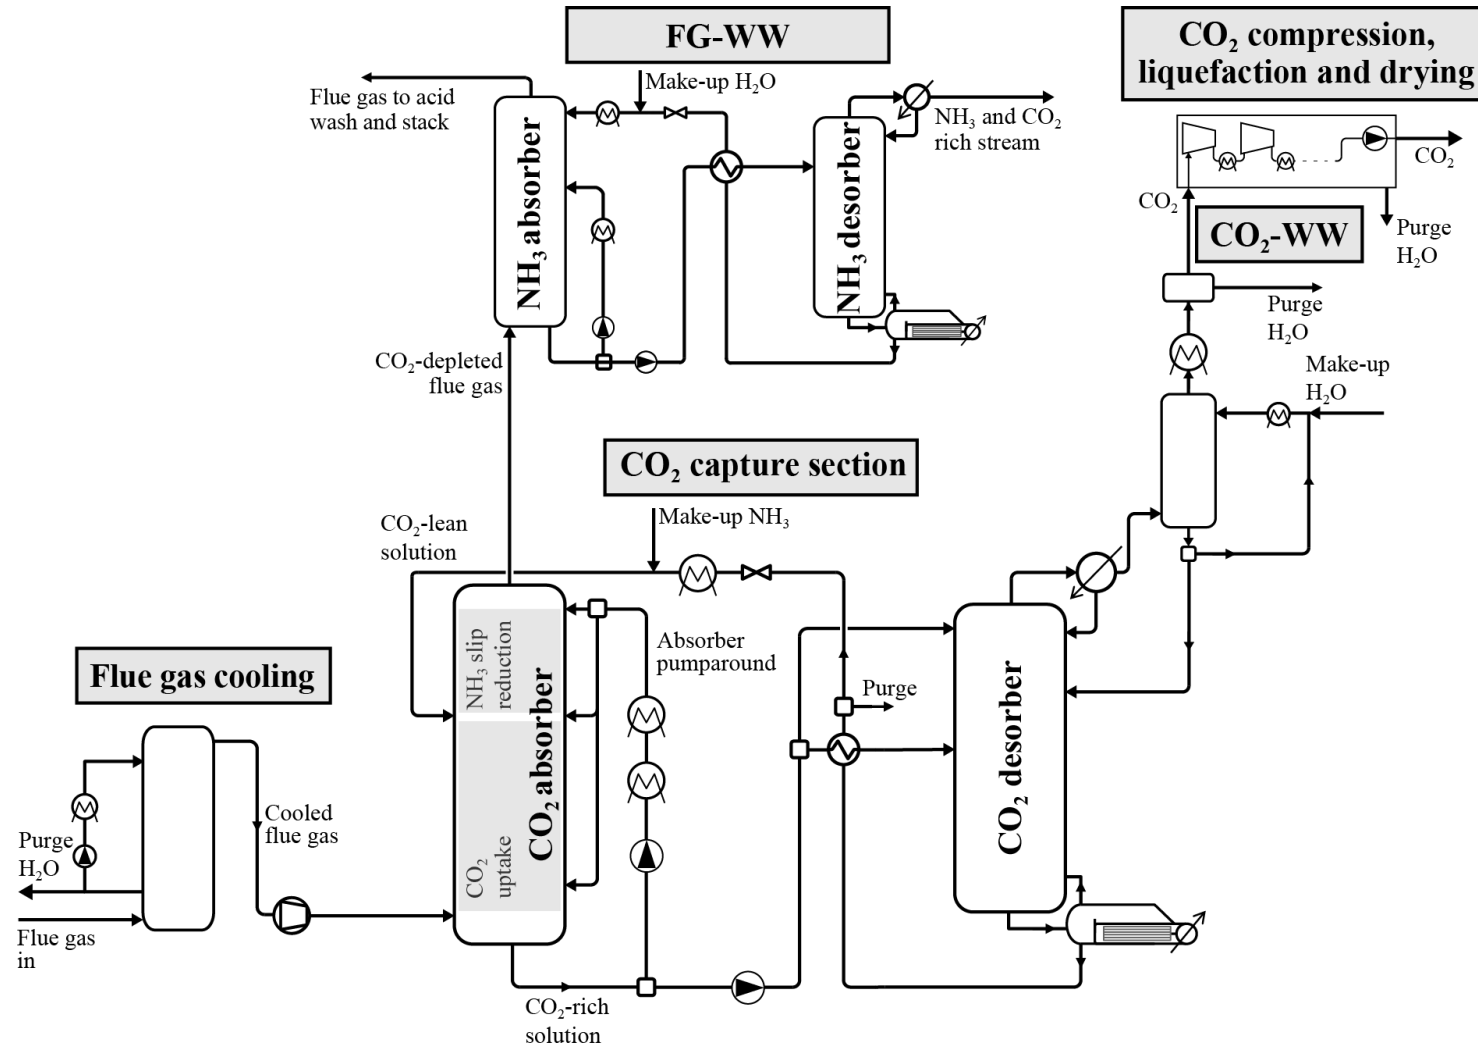 FG-WW
CO₂ compression,
liquefaction and drying
Flue gas to acid
wash and stack
Make-up H₂O
NH₃ and CO₂
rich stream
NH₃ absorber
NH₃ desorber
CO₂
CO₂
Purge
H₂O
CO₂-WW
Purge
H₂O
Make-up
H₂O
CO₂-depleted
flue gas
CO₂ capture section
CO₂-lean
solution
Make-up NH₃
NH₃ slip
reduction
CO₂ absorber
CO₂
uptake
Absorber
pumparound
Purge
CO₂ desorber
Flue gas cooling
Cooled
flue gas
Purge
H₂O
Flue gas
in
CO₂-rich
solution